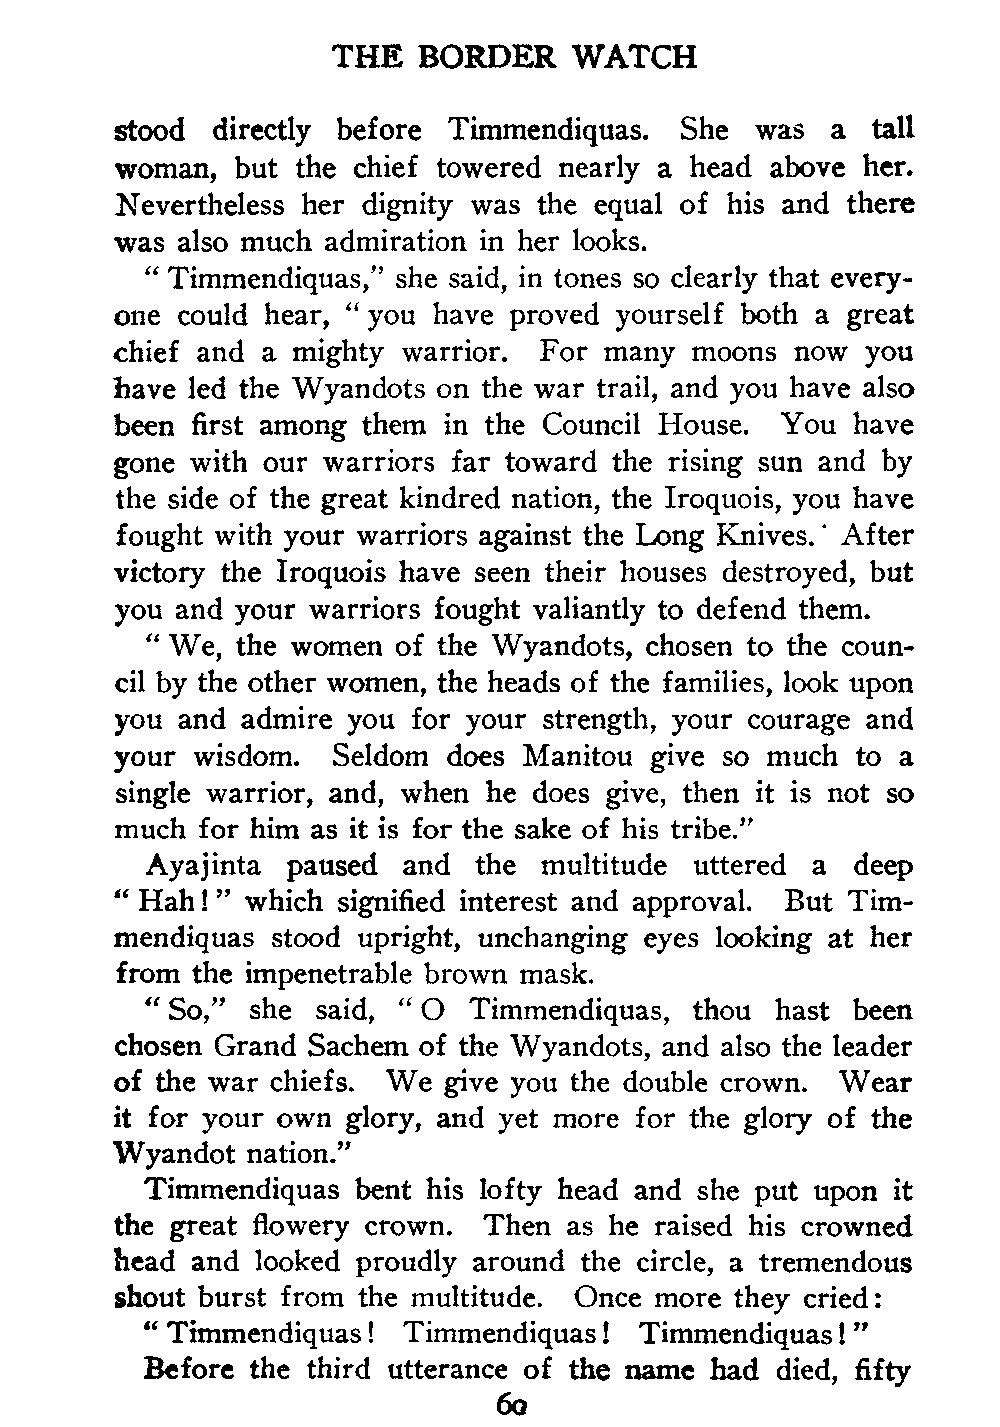 THE BORDER WATCH
stood directly before Timmendiquas. She was a tall
woman, but the chief towered nearly a head above her.
Nevertheless her dignity was the equal of his and there
was also much admiration in her looks.
“ Timmendiquas,” she said, in tones so clearly that every-
one could hear, “ you have proved yourself both a great
chief and a mighty warrior. For many moons now you
have led the Wyandots on the war trail, and you have also
been first among them in the Council House. You have
gone with our warriors far toward the rising sun and by
the side of the great kindred nation, the Iroquois, you have
fought with your warriors against the Long Knives. After
victory the Iroquois have seen their houses destroyed, but
you and your warriors fought valiantly to defend them.
“ We, the women of the Wyandots, chosen to the coun-
cil by the other women, the heads of the families, look upon
you and admire you for your strength, your courage and
your wisdom. Seldom does Manitou give so much to a
single warrior, and, when he does give, then it is not so
much for him as it is for the sake of his tribe.”
Ayajinta paused and the multitude uttered a deep
“ Hah! ” which signified interest and approval. But Tim-
mendiquas stood upright, unchanging eyes looking at her
from the impenetrable brown mask.
“ So,” she said, “ O Timmendiquas, thou hast been
chosen Grand Sachem of the Wyandots, and also the leader
of the war chiefs. We give you the double crown. Wear
it for your own glory, and yet more for the glory of the
Wyandot nation.”
Timmendiquas bent his lofty head and she put upon it
the great flowery crown. Then as he raised his crowned
head and looked proudly around the circle, a tremendous
shout burst from the multitude. Once more they cried:
“ Timmendiquas! Timmendiquas! Timmendiquas! ”
Before the third utterance of the name had died, fifty
60